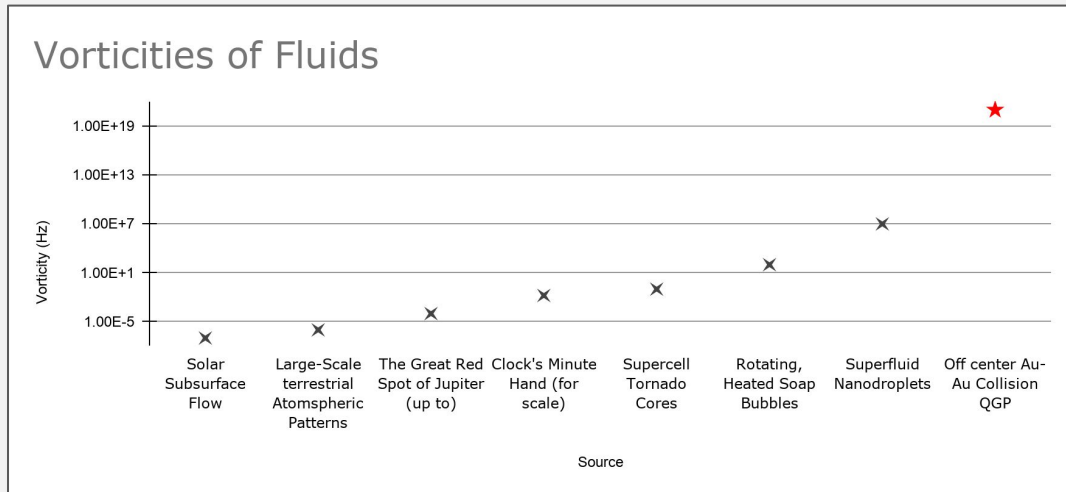 Vorticities of Fluids
1.00E+19
1.00E+13
1.00E+7
1.00E+1
1.00E-5
Vorticity (Hz)
Solar
Subsurface
Flow
Large-Scale
terrestrial
Atomspheric
Patterns
The Great Red
Spot of Jupiter
(up to)
Clock's Minute
Hand (for
scale)
Supercell
Tornado
Cores
Rotating,
Heated Soap
Bubbles
Superfluid
Nanodroplets
Off center Au-
Au Collision
QGP
Source